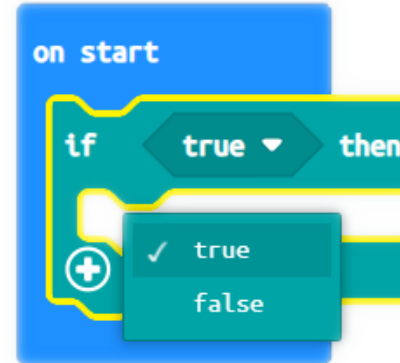 on start
if true then
true
false